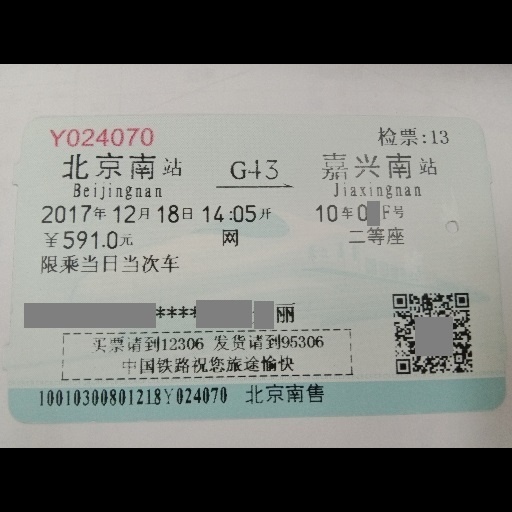 Y024070 检票:13
北京南站 G43 嘉兴南站
Beijingnan Jiaxingnan
2017年12月18日 14:05开 10车0 F号
￥591.0元 网 二等座
限乘当日当次车
**** 丽
买票请到12306 发货请到95306
中国铁路祝您旅途愉快
10010300801218Y024070 北京南售